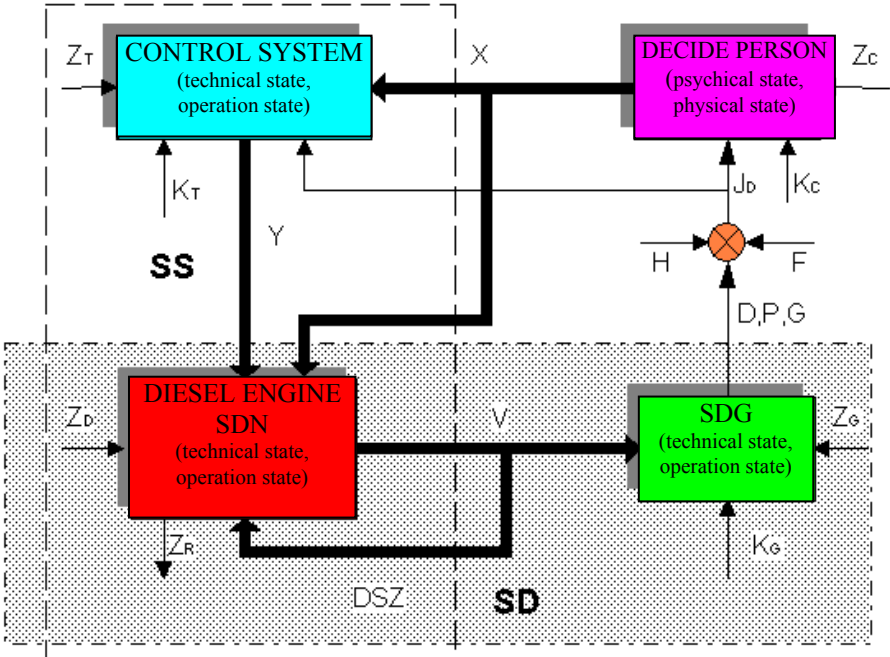 CONTROL SYSTEM
(technical state,
operation state)
DECIDE PERSON
(psychical state,
physical state)
ZT
X
ZC
KT
JD
KC
Y
SS
H
F
D,P,G
DIESEL ENGINE
SDN
(technical state,
operation state)
SDG
(technical state,
operation state)
ZD
V
ZG
ZR
KG
DSZ
SD